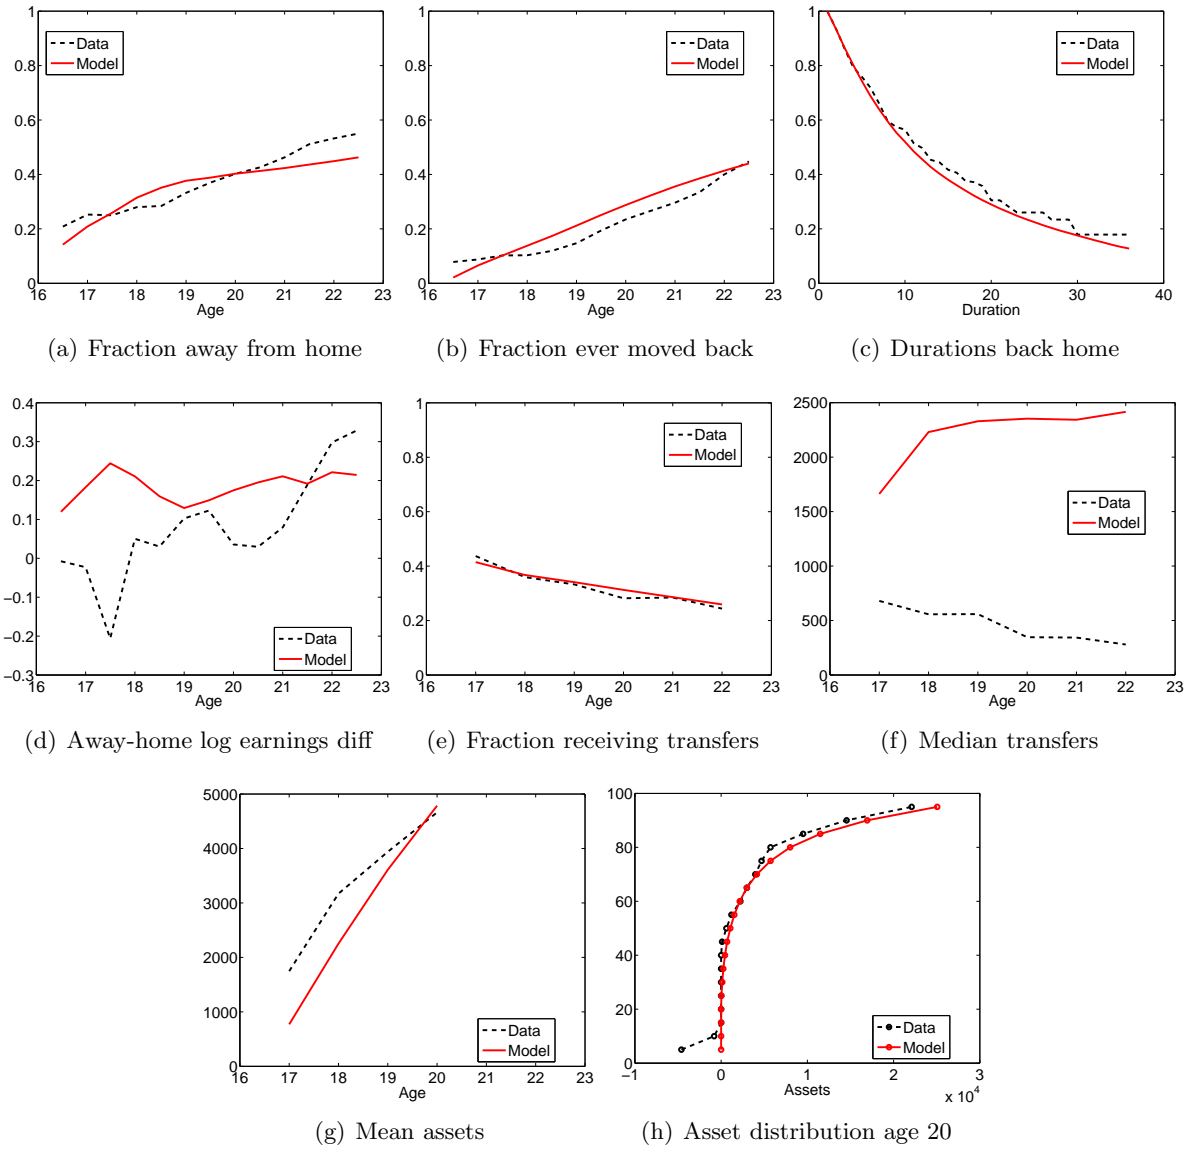 1
0.8
0.6
0.4
0.2
0
16 17 18 19 20 21 22 23
Age
Data
Model
(a) Fraction away from home
1
0.8
0.6
0.4
0.2
0
16 17 18 19 20 21 22 23
Age
Data
Model
(b) Fraction ever moved back
1
0.8
0.6
0.4
0.2
0
0 10 20 30 40
Duration
Data
Model
(c) Durations back home
0.4
0.3
0.2
0.1
0
−0.1
−0.2
−0.3
16 17 18 19 20 21 22 23
Age
Data
Model
(d) Away-home log earnings diff
1
0.8
0.6
0.4
0.2
0
16 17 18 19 20 21 22 23
Age
Data
Model
(e) Fraction receiving transfers
2500
2000
1500
1000
500
0
16 17 18 19 20 21 22 23
Age
Data
Model
(f) Median transfers
5000
4000
3000
2000
1000
0
16 17 18 19 20 21 22 23
Age
Data
Model
(g) Mean assets
100
80
60
40
20
0
−1 0 1 2 3
Assets
x 10^4
Data
Model
(h) Asset distribution age 20